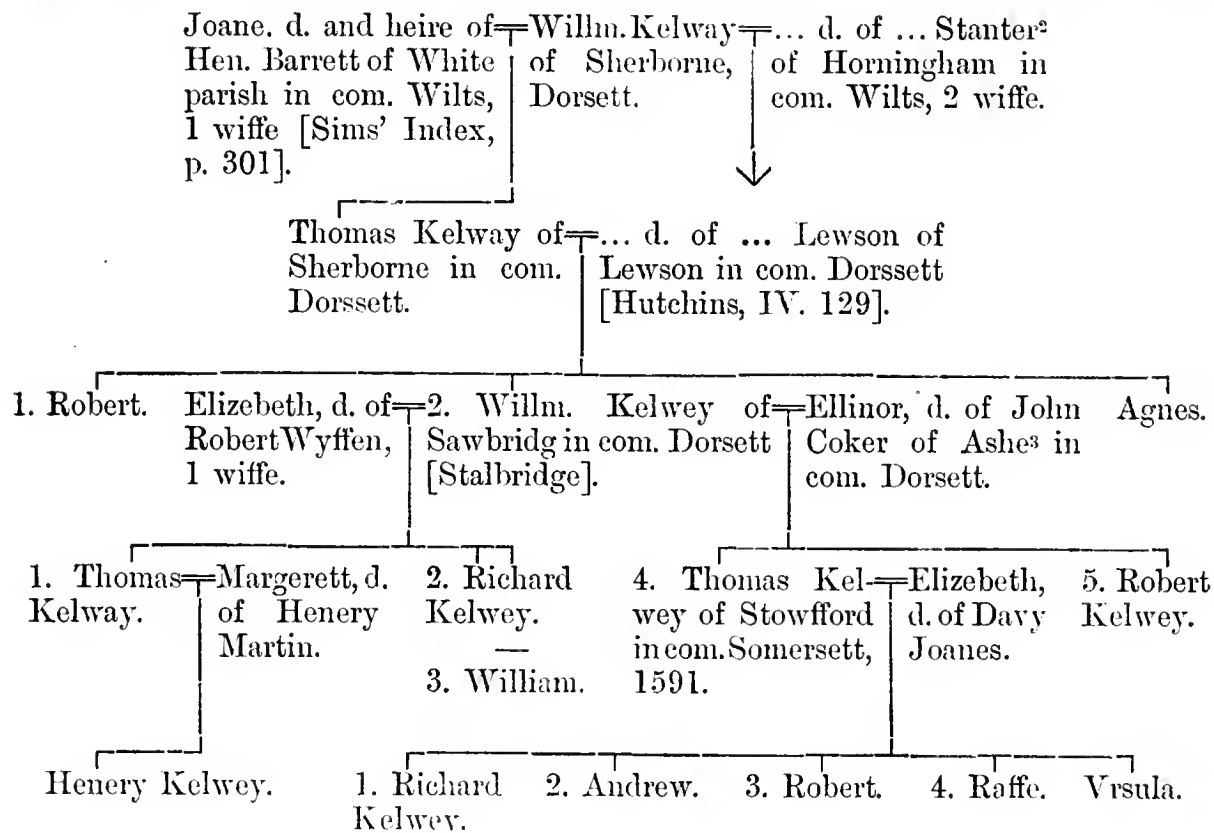 Joane, d. and heire of
Hen. Barrett of White
parish in com. Wilts,
1 wiffe [Sims' Index,
p. 301].
Willm. Kelway
of Sherborne,
Dorsett.
... d. of ... Stanter²
of Horningham in
com. Wilts, 2 wiffe.
Thomas Kelway of
Sherborne in com.
Dorssett.
... d. of ... Lewson of
Lewson in com. Dorssett
[Hutchins, IV. 129].
1. Robert.
Elizebeth, d. of
Robert Wyffen,
1 wiffe.
2. Willm. Kelwey of
Sawbridg in com. Dorsett
[Stalbridge].
Ellinor, d. of John
Coker of Ashe³ in
com. Dorsett.
Agnes.
1. Thomas
Kelway.
Margerett, d.
of Henery
Martin.
2. Richard
Kelwey.
—
3. William.
4. Thomas Kel-
wey of Stowfford
in com. Somersett,
1591.
Elizebeth,
d. of Davy
Joanes.
5. Robert
Kelwey.
Henery Kelwey.
1. Richard
Kelwey.
2. Andrew.
3. Robert.
4. Raffe.
Vrsula.